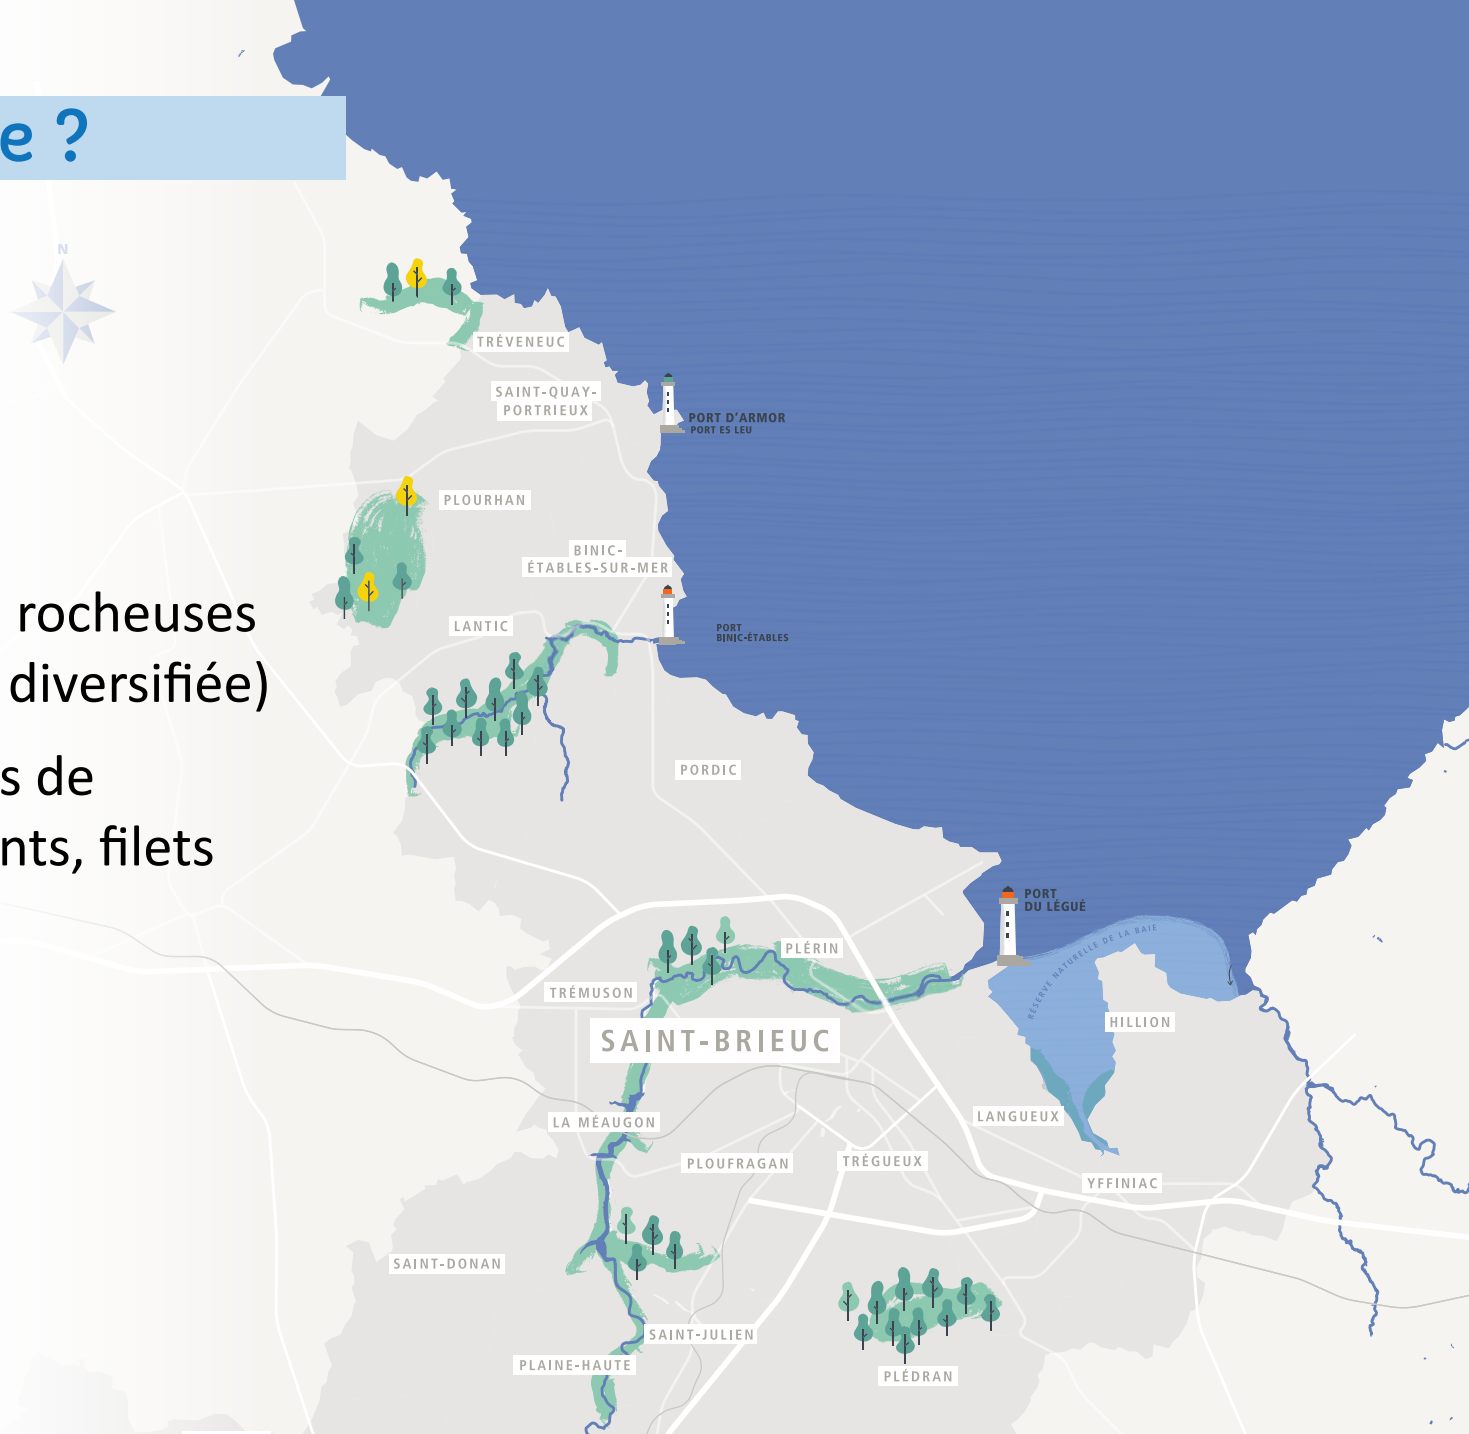 e ?
N
rocheuses
diversifiée)
s de
nts, filets
TRÉVENEUC
SAINT-QUAY-
PORTRIEUX
PORT D'ARMOR
PORT ES LEU
PLOURHAN
BINIC-
ÉTABLES-SUR-MER
LANTIC
PORT
BINIC-ÉTABLES
PORDIC
PORT
DU LÉGUÉ
RÉSERVE NATURELLE DE LA BAIE
PLÉRIN
TRÉMUSON
HILLION
SAINT-BRIEUC
LANGUEUX
LA MÉAUGON
PLOUFRAGAN
TRÉGUEUX
YFFINIAC
SAINT-DONAN
SAINT-JULIEN
PLAINE-HAUTE
PLÉDRAN